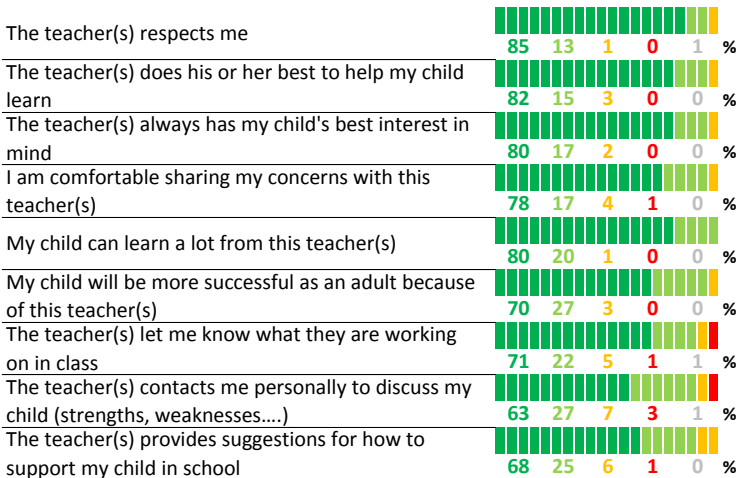 The teacher(s) respects me
85 13 1 0 1 %
The teacher(s) does his or her best to help my child
learn
82 15 3 0 0 %
The teacher(s) always has my child's best interest in
mind
80 17 2 0 0 %
I am comfortable sharing my concerns with this
teacher(s)
78 17 4 1 0 %
My child can learn a lot from this teacher(s)
80 20 1 0 0 %
My child will be more successful as an adult because
of this teacher(s)
70 27 3 0 0 %
The teacher(s) let me know what they are working
on in class
71 22 5 1 1 %
The teacher(s) contacts me personally to discuss my
child (strengths, weaknesses....)
63 27 7 3 1 %
The teacher(s) provides suggestions for how to
support my child in school
68 25 6 1 0 %